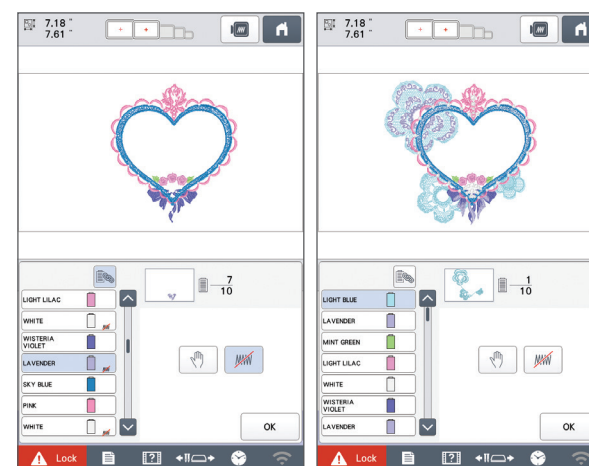 7.18 "
7.61 "
7
10
LIGHT LILAC
WHITE
WISTERIA
VIOLET
LAVENDER
SKY BLUE
PINK
WHITE
OK
Lock
7.18 "
7.61 "
1
10
LIGHT BLUE
LAVENDER
MINT GREEN
LIGHT LILAC
WHITE
WISTERIA
VIOLET
LAVENDER
OK
Lock